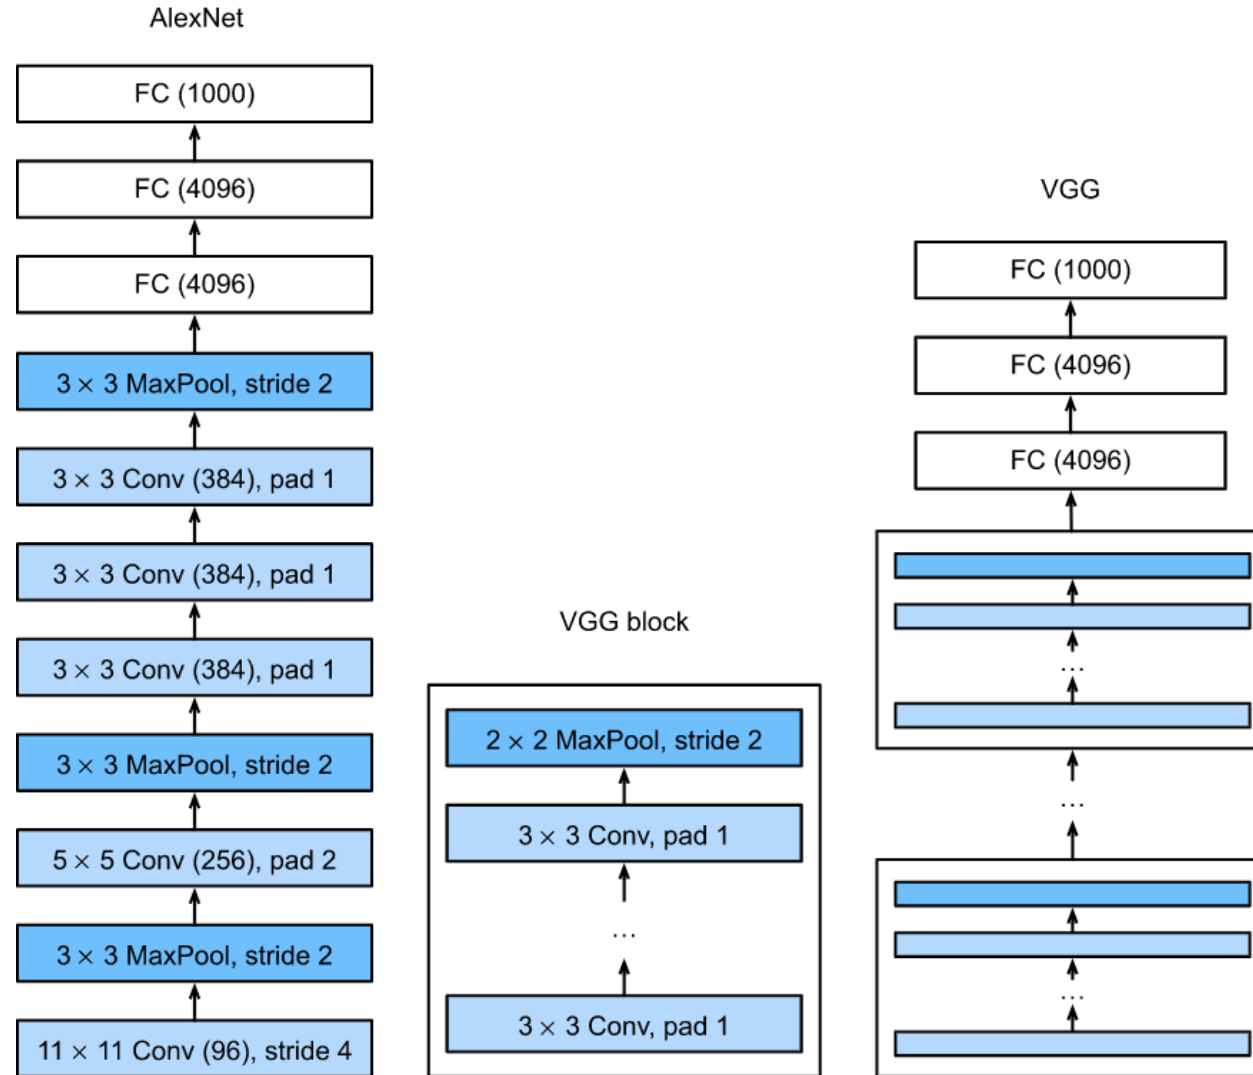 AlexNet
FC (1000)
FC (4096)
FC (4096)
3 × 3 MaxPool, stride 2
3 × 3 Conv (384), pad 1
3 × 3 Conv (384), pad 1
3 × 3 Conv (384), pad 1
3 × 3 MaxPool, stride 2
5 × 5 Conv (256), pad 2
3 × 3 MaxPool, stride 2
11 × 11 Conv (96), stride 4
VGG block
2 × 2 MaxPool, stride 2
3 × 3 Conv, pad 1
...
3 × 3 Conv, pad 1
VGG
FC (1000)
FC (4096)
FC (4096)
...
...
...